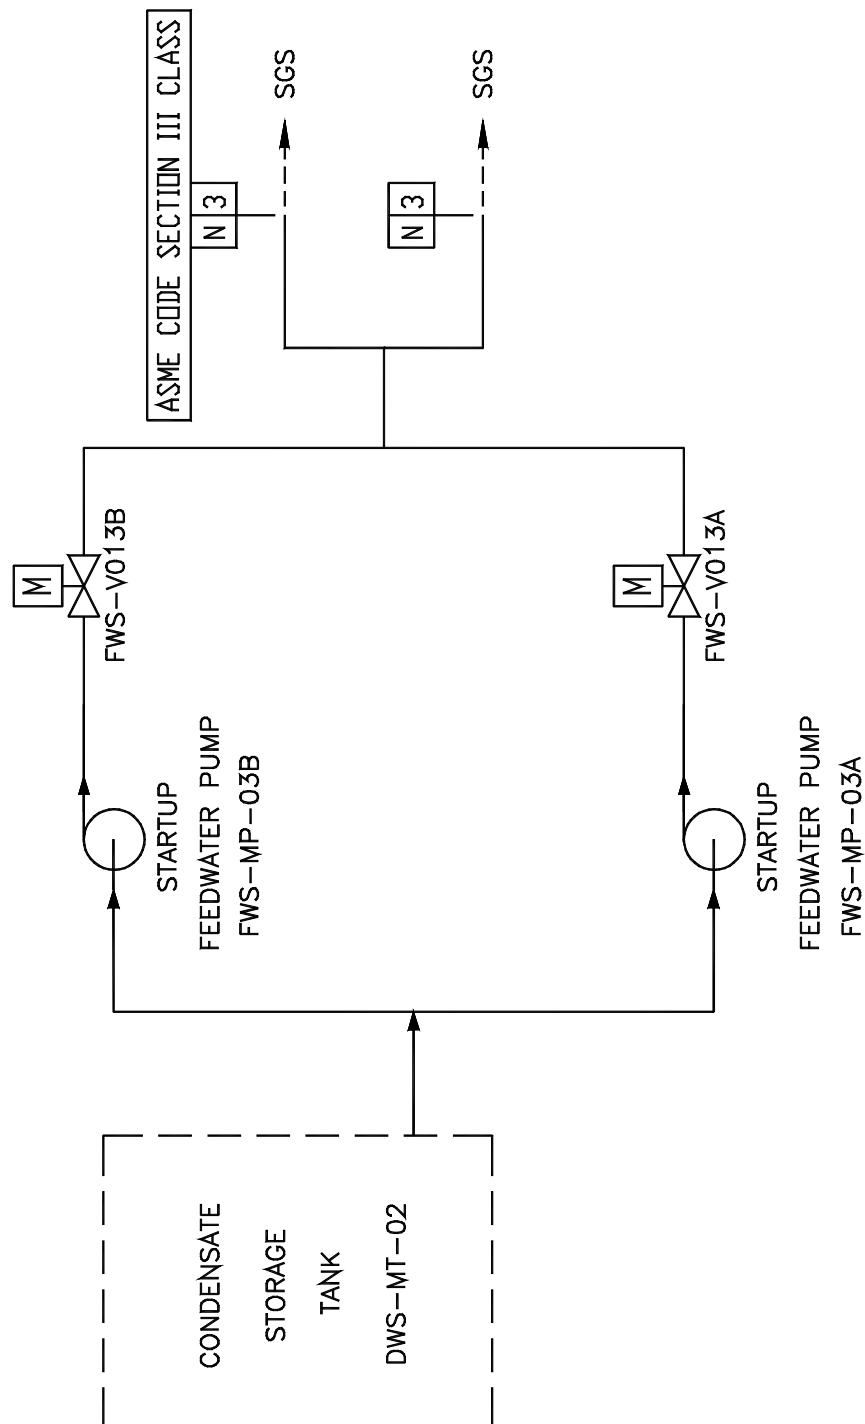 ASME CODE SECTION III CLASS
N 3
SGS
N 3
SGS
M
FWS-V013B
M
FWS-V013A
STARTUP
FEEDWATER PUMP
FWS-MP-03B
STARTUP
FEEDWATER PUMP
FWS-MP-03A
CONDENSATE
STORAGE
TANK
DWS-MT-02